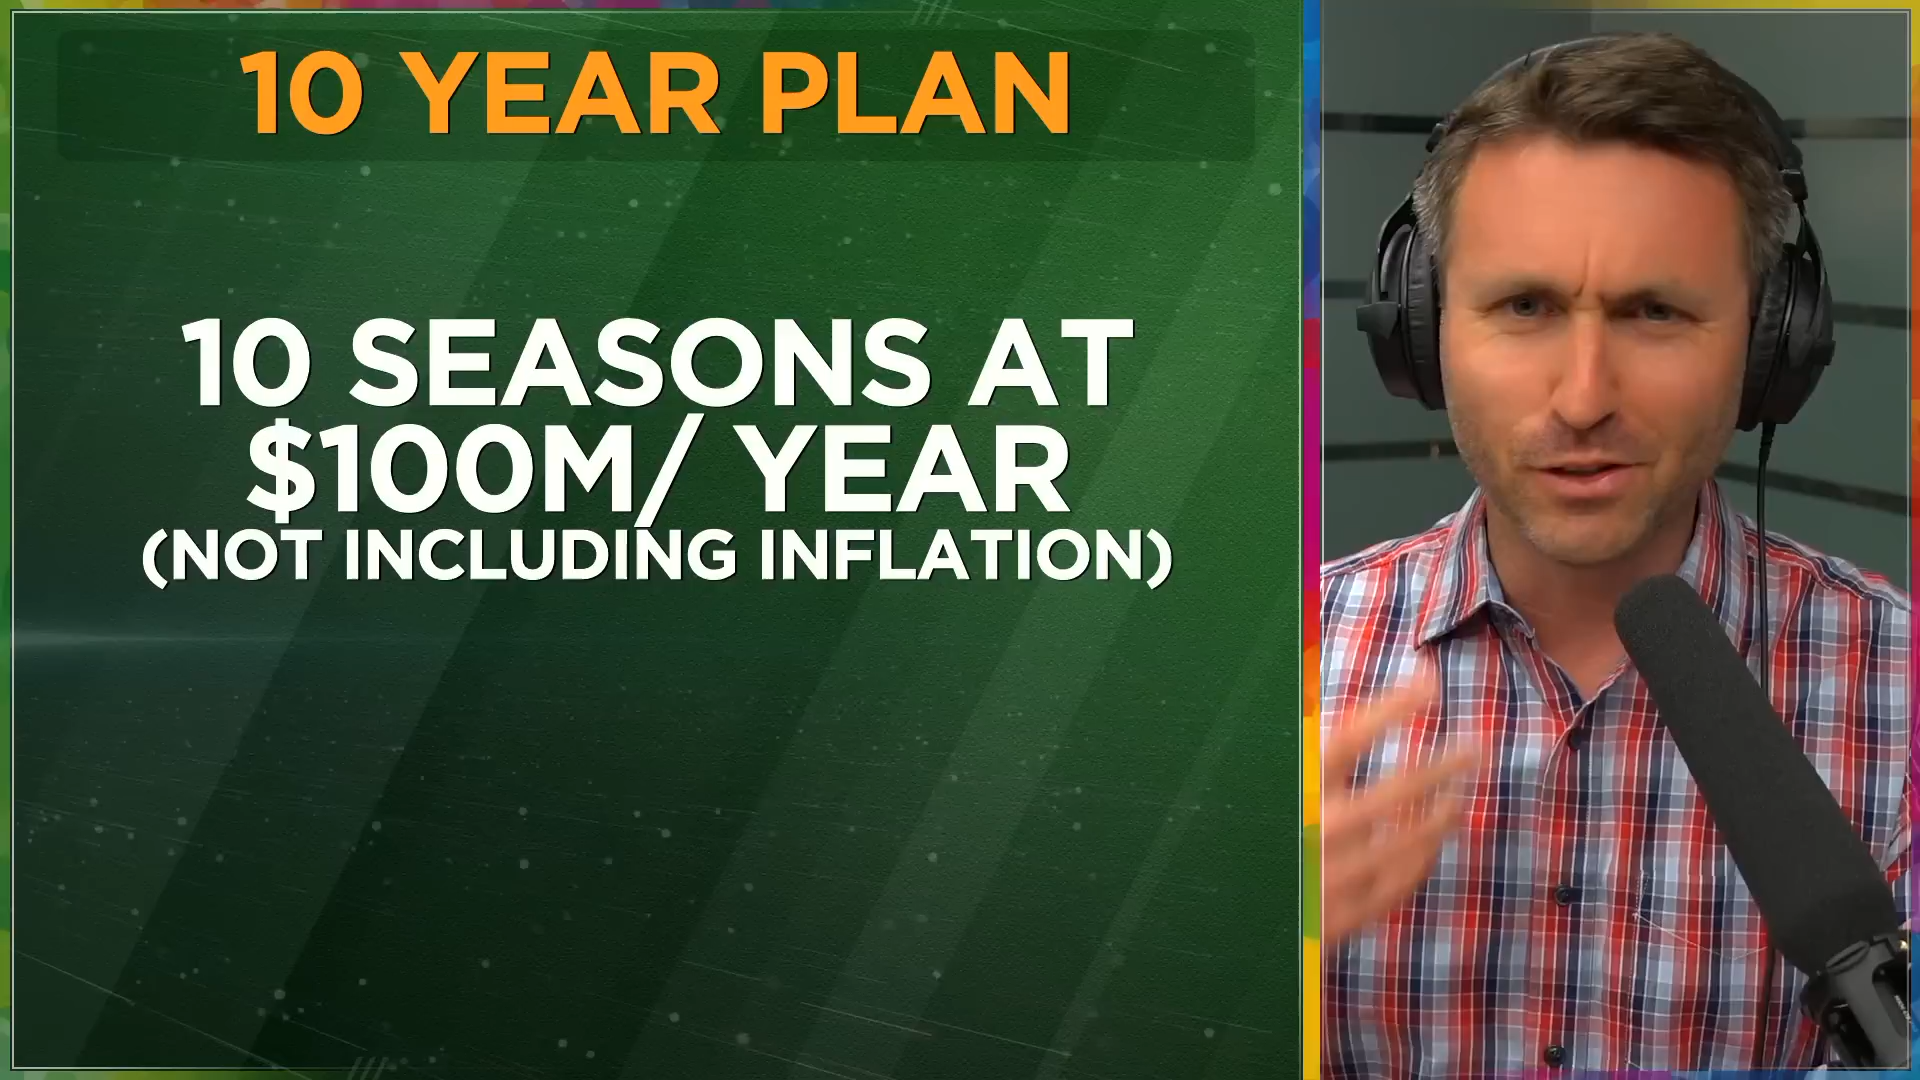 10 YEAR PLAN
10 SEASONS AT
$100M/ YEAR
(NOT INCLUDING INFLATION)